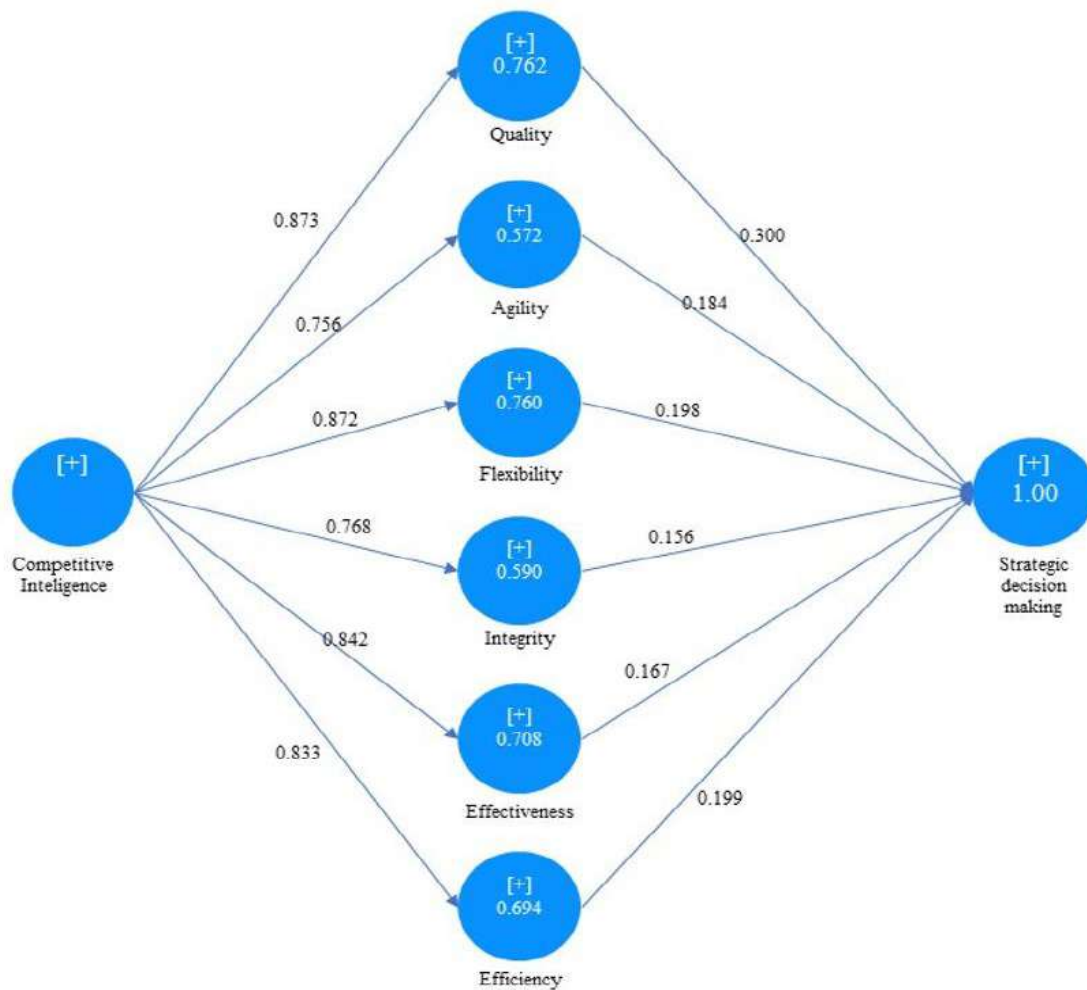 [+]
0.762
Quality
0.873
0.300
[+]
0.572
Agility
0.756
0.184
[+]
0.760
Flexibility
0.872
0.198
[+]
Competitive
Inteligence
[+]
1.00
Strategic
decision
making
0.768
0.156
[+]
0.590
Integrity
0.842
0.167
[+]
0.708
Effectiveness
0.833
0.199
[+]
0.694
Efficiency